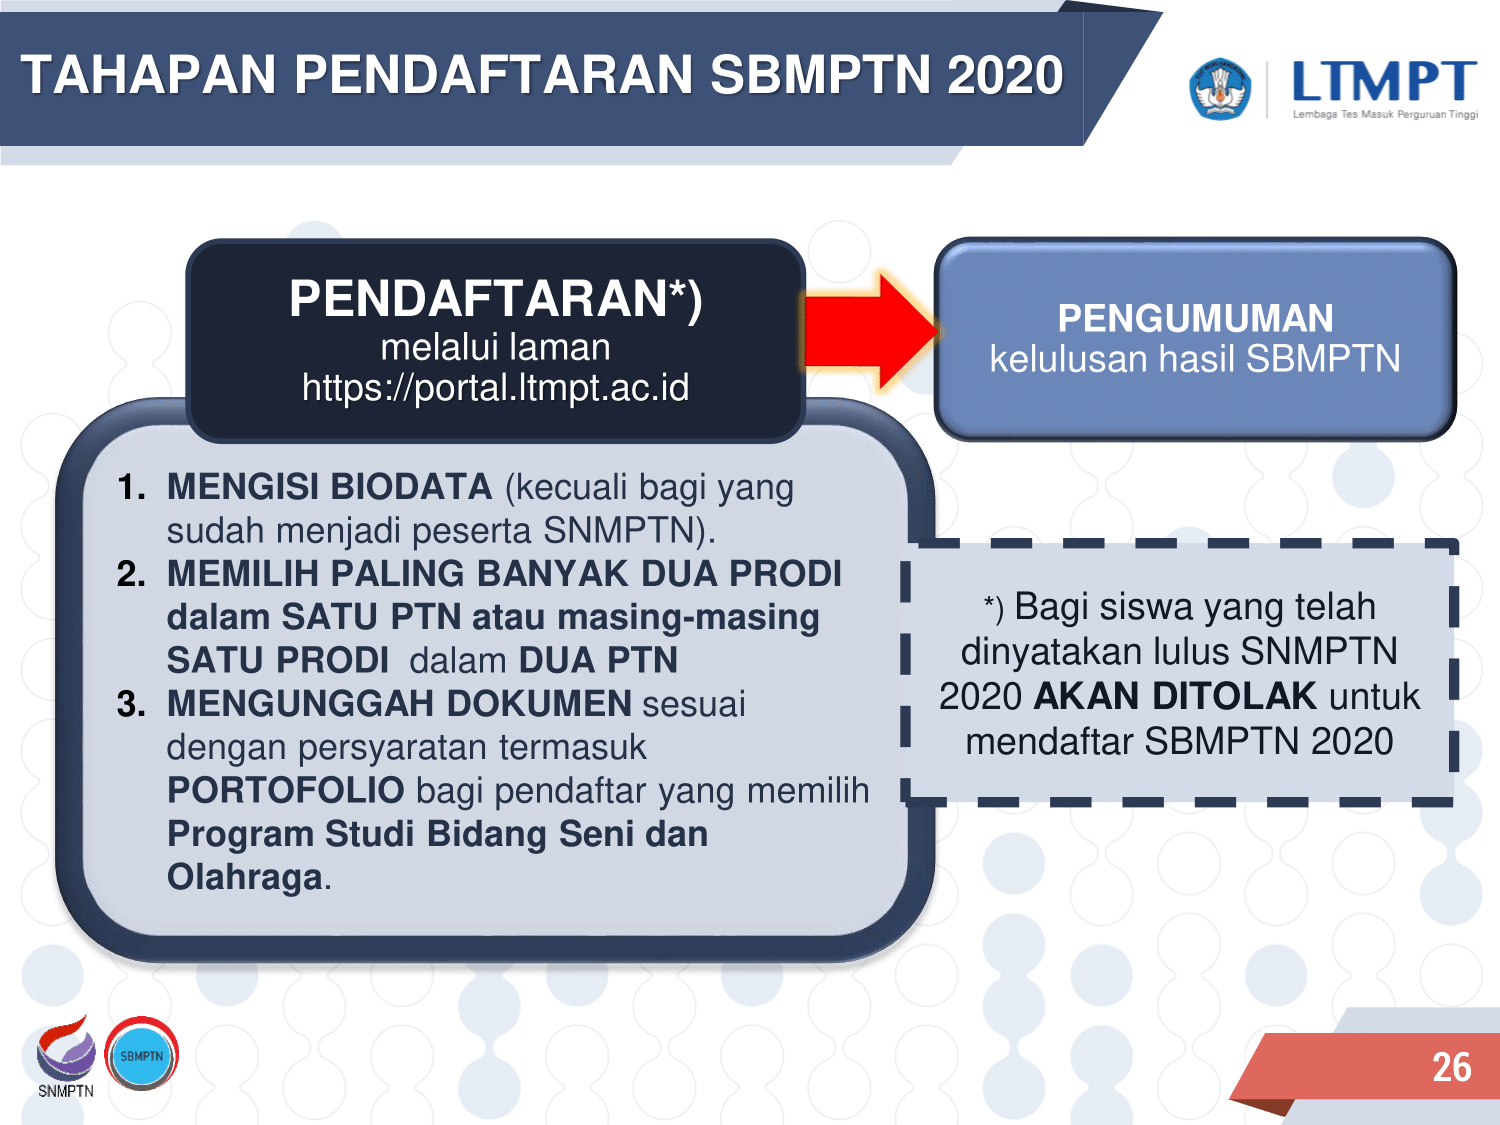 TAHAPAN PENDAFTARAN SBMPTN 2020
LTMPT
Lembaga Tes Masuk Perguruan Tinggi
PENDAFTARAN*)
melalui laman
https://portal.ltmpt.ac.id
PENGUMUMAN
kelulusan hasil SBMPTN
1. MENGISI BIODATA (kecuali bagi yang
sudah menjadi peserta SNMPTN).
2. MEMILIH PALING BANYAK DUA PRODI
dalam SATU PTN atau masing-masing
SATU PRODI dalam DUA PTN
3. MENGUNGGAH DOKUMEN sesuai
dengan persyaratan termasuk
PORTOFOLIO bagi pendaftar yang memilih
Program Studi Bidang Seni dan
Olahraga.
*) Bagi siswa yang telah
dinyatakan lulus SNMPTN
2020 AKAN DITOLAK untuk
mendaftar SBMPTN 2020
SNMPTN
SBMPTN
26